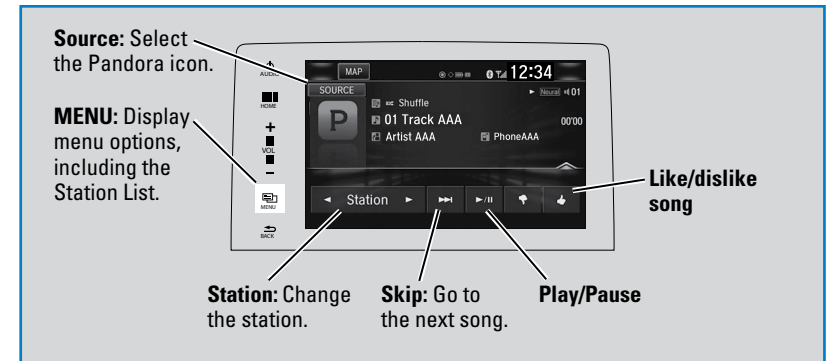 Source: Select
the Pandora icon.
MENU: Display
menu options,
including the
Station List.
AUDIO
HOME
+
VOL
−
MENU
BACK
MAP
12:34
SOURCE
Neural
01
Shuffle
P
01 Track AAA
00'00
Artist AAA
PhoneAAA
Station
Like/dislike
song
Station: Change
the station.
Skip: Go to
the next song.
Play/Pause